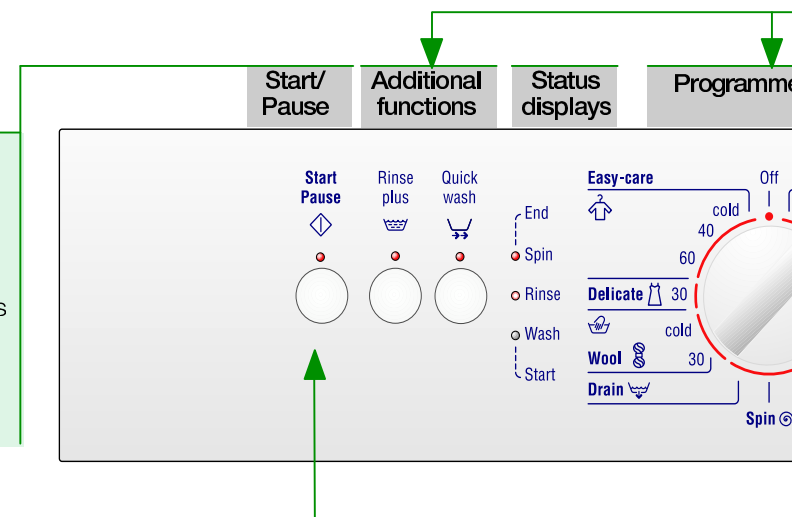 Start/
Pause
Additional
functions
Status
displays
Programme
s
Start
Pause
Rinse
plus
Quick
wash
End
Spin
Rinse
Wash
Start
Easy-care
Off
cold
40
60
Delicate 30
cold
Wool 30
Drain
Spin